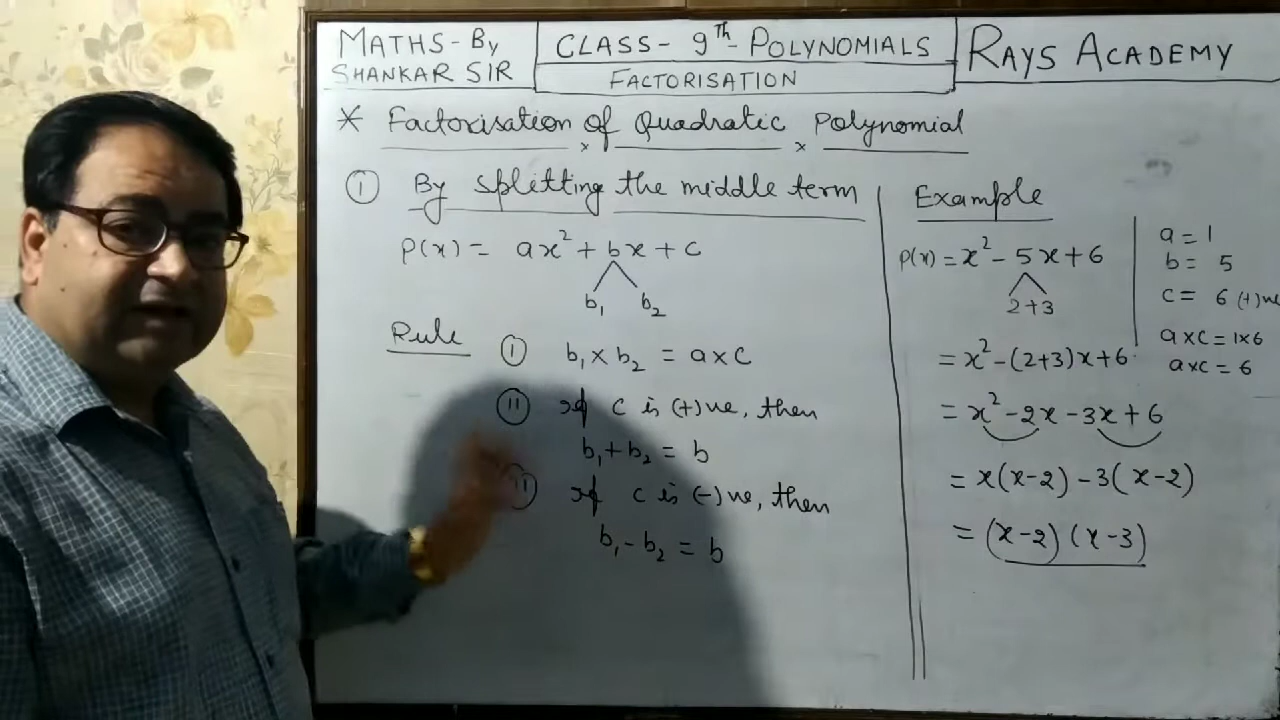 MATHS-BY
SHANKAR SIR
CLASS- 9ᵗʰ- POLYNOMIALS
FACTORISATION
RAYS ACADEMY
* Factorisation of Quadratic Polynomial
① By splitting the middle term
P(x) = ax² + bx + c
b₁ b₂
Rule ① b₁ × b₂ = a×c
② If c is (+)ve, then
b₁ + b₂ = b
If c is (-)ve, then
b₁ - b₂ = b
Example
P(x) = x² - 5x + 6
2+3
= x² - (2+3)x + 6
= x² - 2x - 3x + 6
= x(x-2) - 3(x-2)
= (x-2) (x-3)
a = 1
b = 5
c = 6 (+)ve
a×c = 1×6
a×c = 6